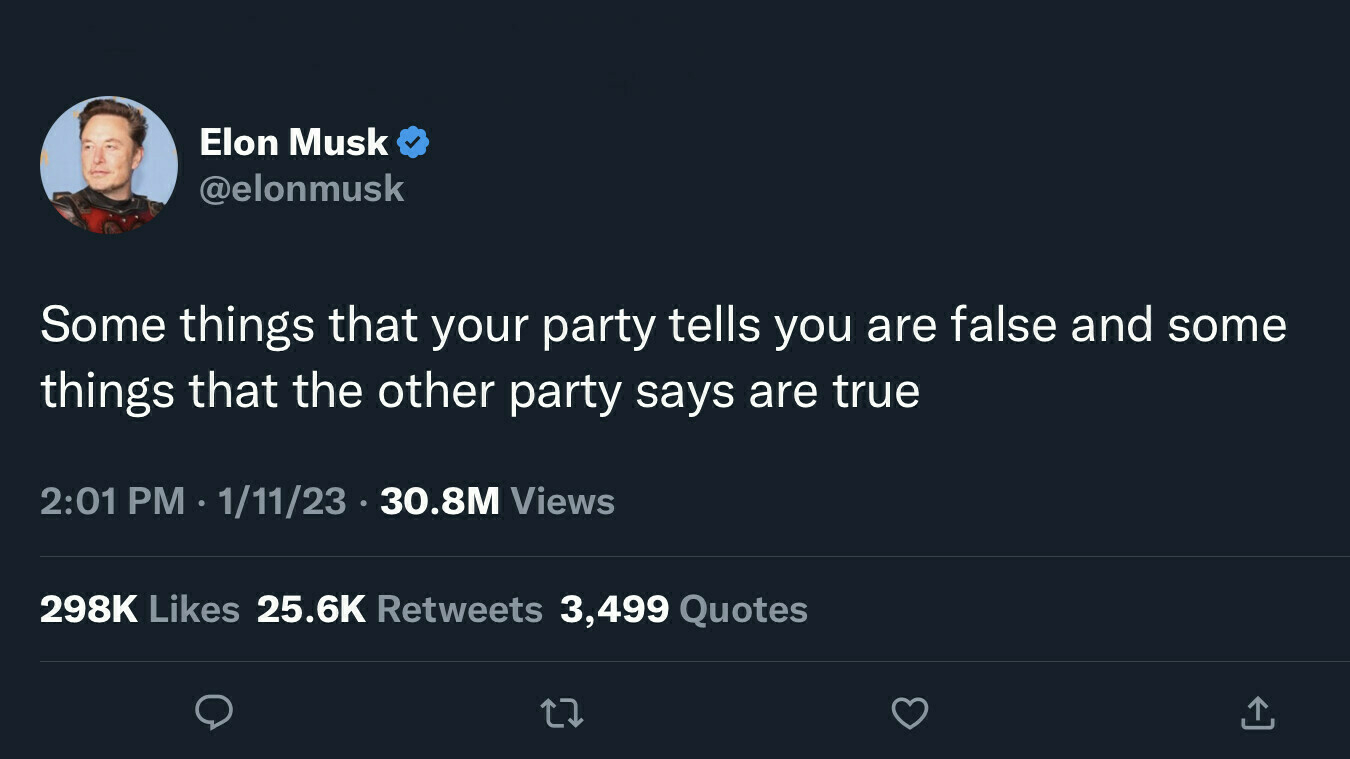 Elon Musk
@elonmusk
Some things that your party tells you are false and some
things that the other party says are true
2:01 PM · 1/11/23 · 30.8M Views
298K Likes 25.6K Retweets 3,499 Quotes